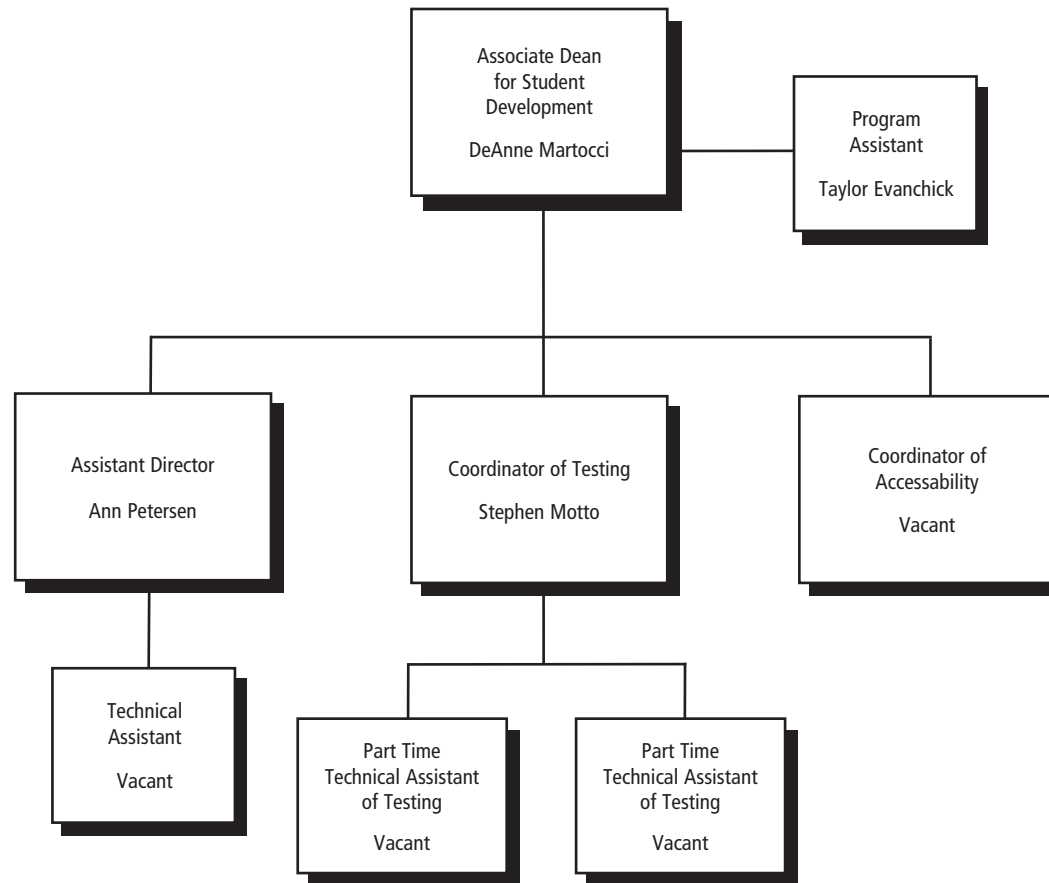 Associate Dean
for Student
Development
DeAnne Martocci
Program
Assistant
Taylor Evanchick
Assistant Director
Ann Petersen
Coordinator of Testing
Stephen Motto
Coordinator of
Accessability
Vacant
Technical
Assistant
Vacant
Part Time
Technical Assistant
of Testing
Vacant
Part Time
Technical Assistant
of Testing
Vacant